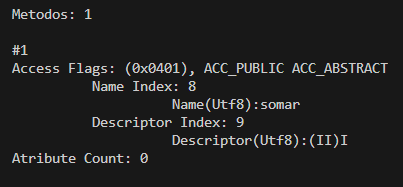 Metodos: 1
#1
Access Flags: (0x0401), ACC_PUBLIC ACC_ABSTRACT
Name Index: 8
Name(Utf8):somar
Descriptor Index: 9
Descriptor(Utf8):(II)I
Atribute Count: 0